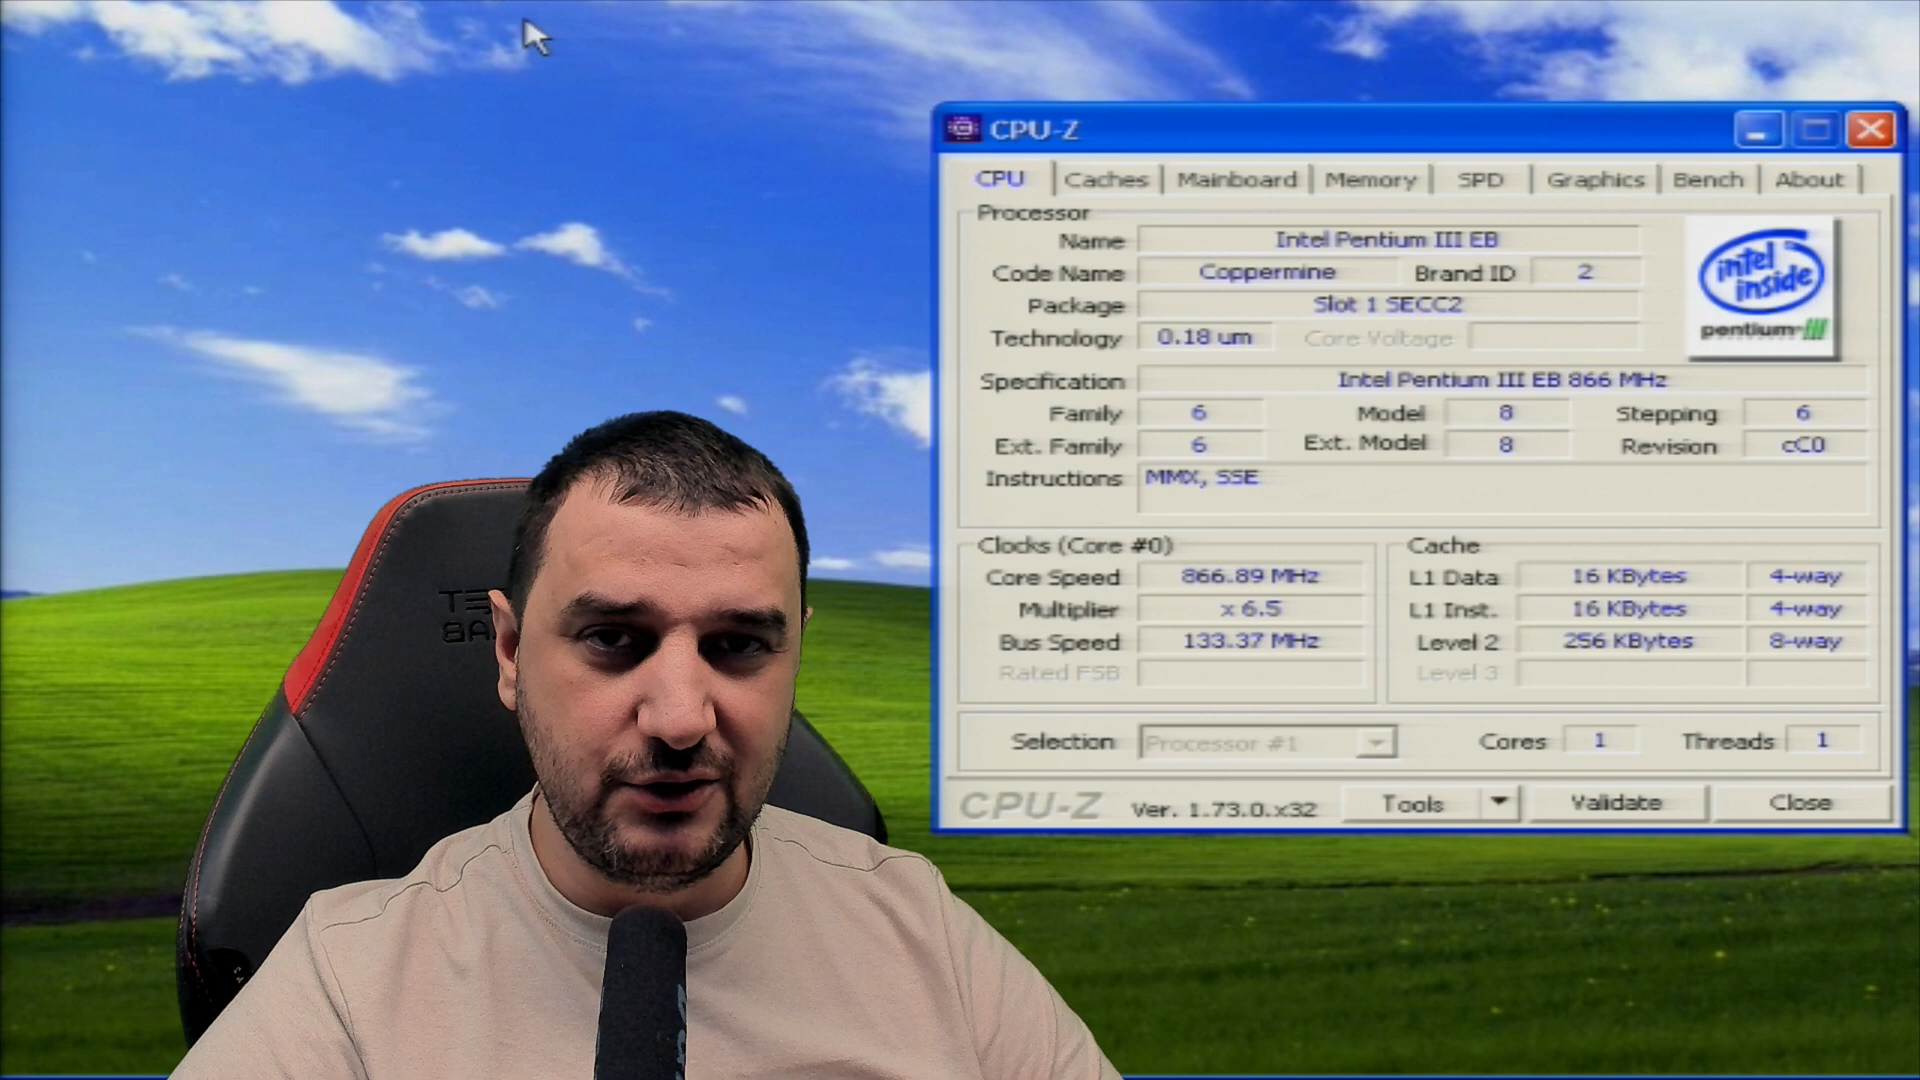 CPU-Z
CPU Caches Mainboard Memory SPD Graphics Bench About
Processor
Name Intel Pentium III EB
Code Name Coppermine Brand ID 2
Package Slot 1 SECC2
Technology 0.18 um Core Voltage
intel inside
pentium III
Specification Intel Pentium III EB 866 MHz
Family 6 Model 8 Stepping 6
Ext. Family 6 Ext. Model 8 Revision cC0
Instructions MMX, SSE
Clocks (Core #0)
Core Speed 866.89 MHz
Multiplier x 6.5
Bus Speed 133.37 MHz
Rated FSB
Cache
L1 Data 16 KBytes 4-way
L1 Inst. 16 KBytes 4-way
Level 2 256 KBytes 8-way
Level 3
Selection Processor #1 Cores 1 Threads 1
CPU-Z Ver. 1.73.0.x32 Tools Validate Close